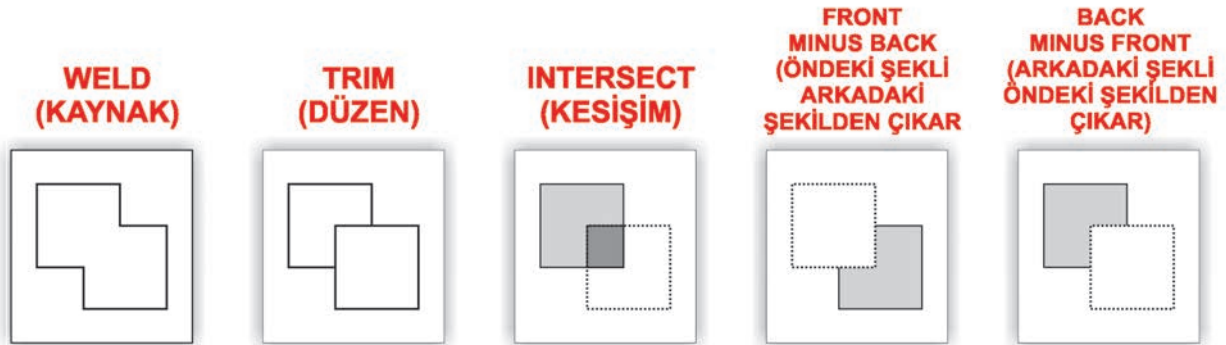 WELD
(KAYNAK)
TRIM
(DÜZEN)
INTERSECT
(KESİŞİM)
FRONT
MINUS BACK
(ÖNDEKİ ŞEKLİ
ARKADAKİ
ŞEKİLDEN ÇIKAR
BACK
MINUS FRONT
(ARKADAKİ ŞEKLİ
ÖNDEKİ ŞEKİLDEN
ÇIKAR)